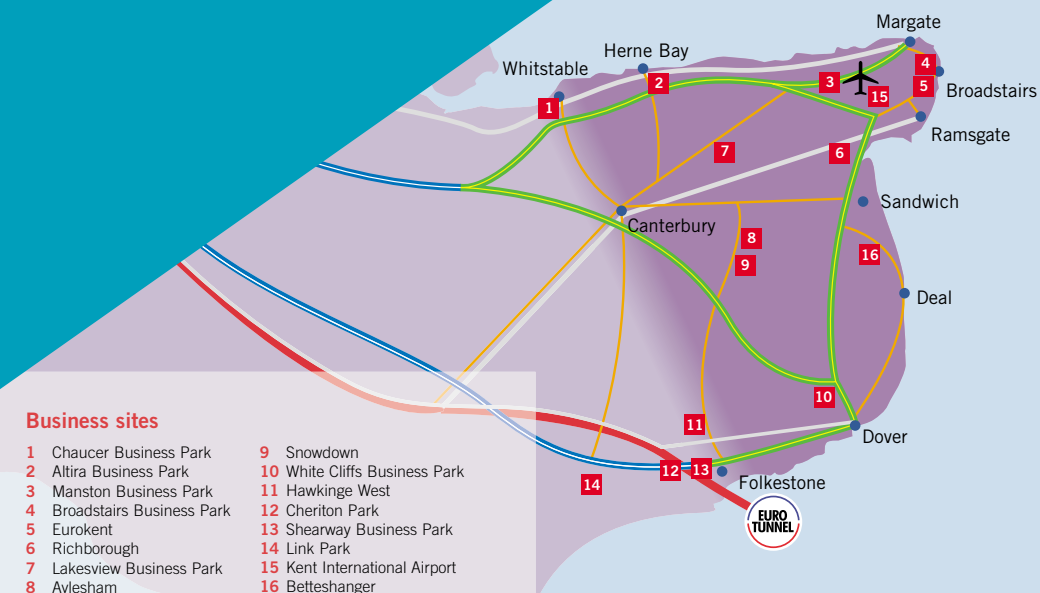 Margate
Herne Bay
Whitstable
4
2
3
5
15
Broadstairs
1
Ramsgate
7
6
Sandwich
Canterbury
8
16
9
Deal
10
11
Dover
12
13
14
Folkestone
EURO
TUNNEL
Business sites
1 Chaucer Business Park
2 Altira Business Park
3 Manston Business Park
4 Broadstairs Business Park
5 Eurokent
6 Richborough
7 Lakesview Business Park
8 Aylesham
9 Snowdown
10 White Cliffs Business Park
11 Hawkinge West
12 Cheriton Park
13 Shearway Business Park
14 Link Park
15 Kent International Airport
16 Betteshanger